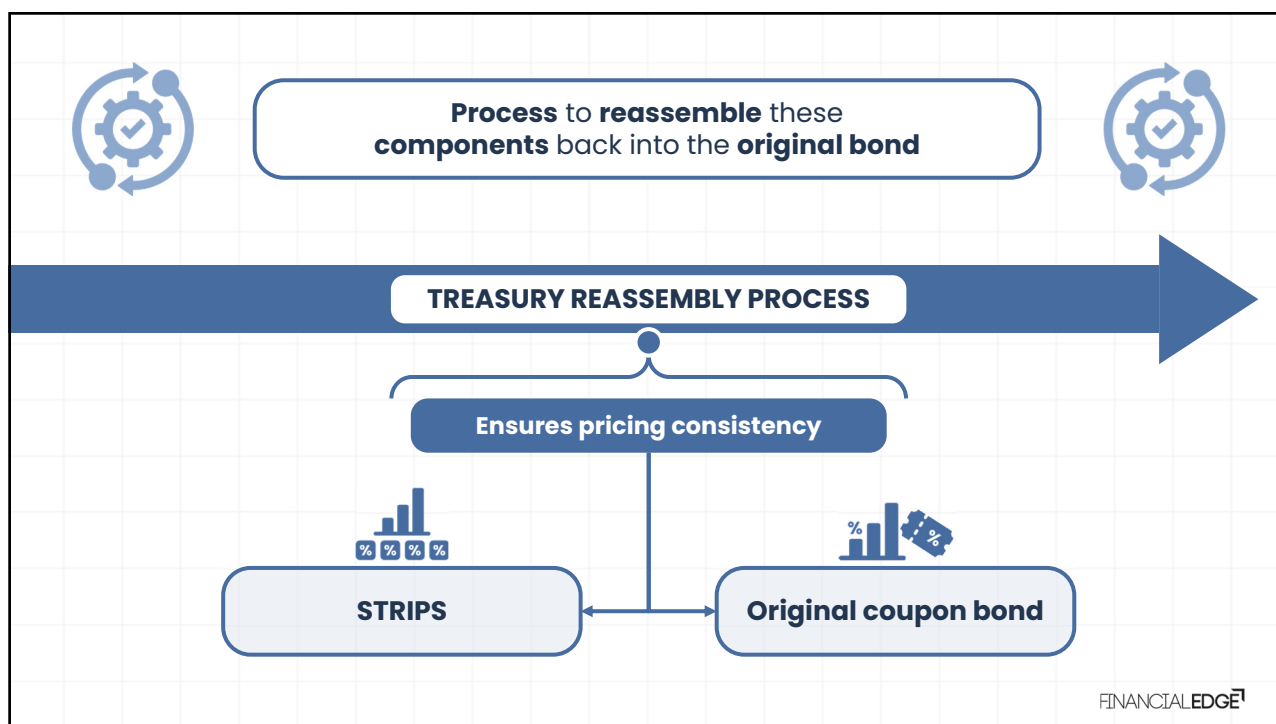 Process to reassemble these
components back into the original bond
TREASURY REASSEMBLY PROCESS
Ensures pricing consistency
%
% % % %
%
STRIPS
Original coupon bond
FINANCIALEDGE